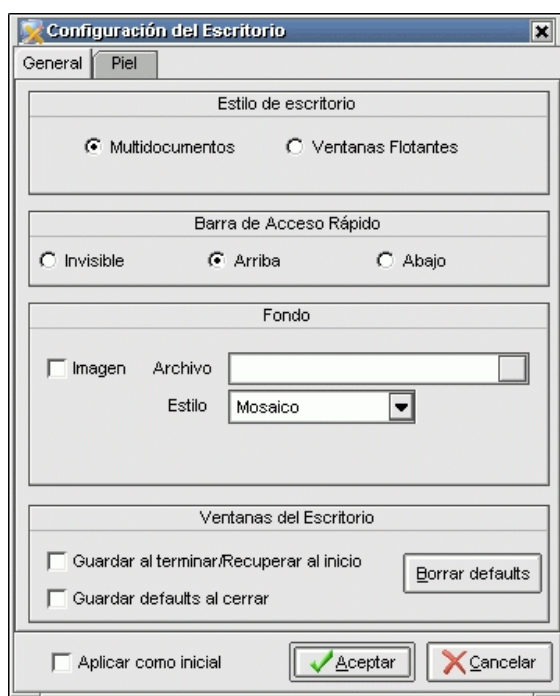 Configuración del Escritorio
General Piel
Estilo de escritorio
Multidocumentos Ventanas Flotantes
Barra de Acceso Rápido
Invisible Arriba Abajo
Fondo
Imagen Archivo
Estilo Mosaico
Ventanas del Escritorio
Guardar al terminar/Recuperar al inicio
Borrar defaults
Guardar defaults al cerrar
Aplicar como inicial Aceptar Cancelar